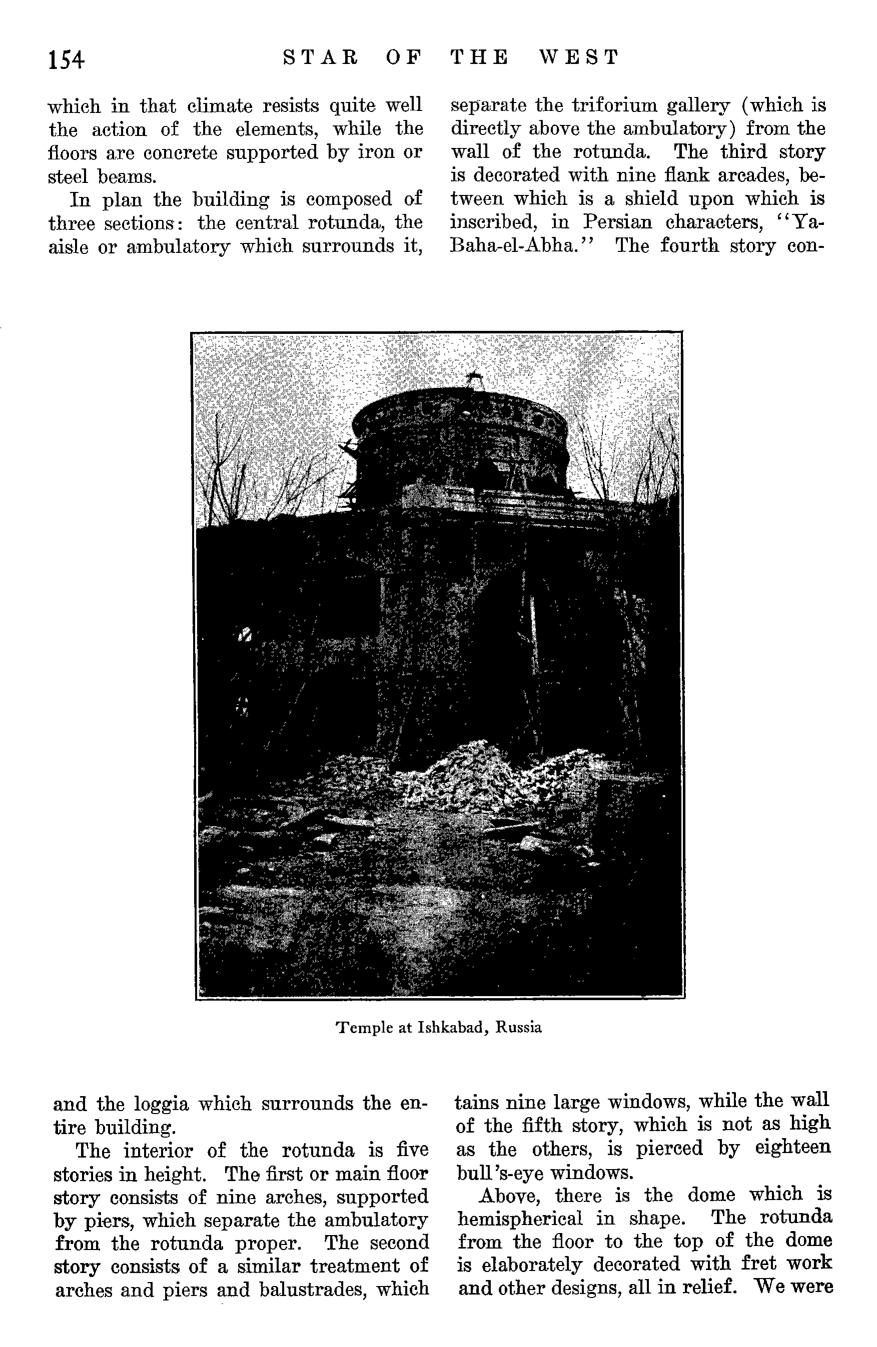 154 STAR OF THE WEST
which in that climate resists quite well
the action of the elements, while the
floors are concrete supported by iron or
steel beams.
In plan the building is composed of
three sections: the central rotunda, the
aisle or ambulatory which surrounds it,
and the loggia which surrounds the en-
tire building.
The interior of the rotunda is five
stories in height. The first or main floor
story consists of nine arches, supported
by piers, which separate the ambulatory
from the rotunda proper. The second
story consists of a similar treatment of
arches and piers and balustrades, which
separate the triforium gallery (which is
directly above the ambulatory) from the
wall of the rotunda. The third story
is decorated with nine flank arcades, be-
tween which is a shield upon which is
inscribed, in Persian characters, "Ya-
Baha-el-Abha." The fourth story con-
tains nine large windows, while the wall
of the fifth story, which is not as high
as the others, is pierced by eighteen
bull's-eye windows.
Above, there is the dome which is
hemispherical in shape. The rotunda
from the floor to the top of the dome
is elaborately decorated with fret work
and other designs, all in relief. We were
Temple at Ishkabad, Russia